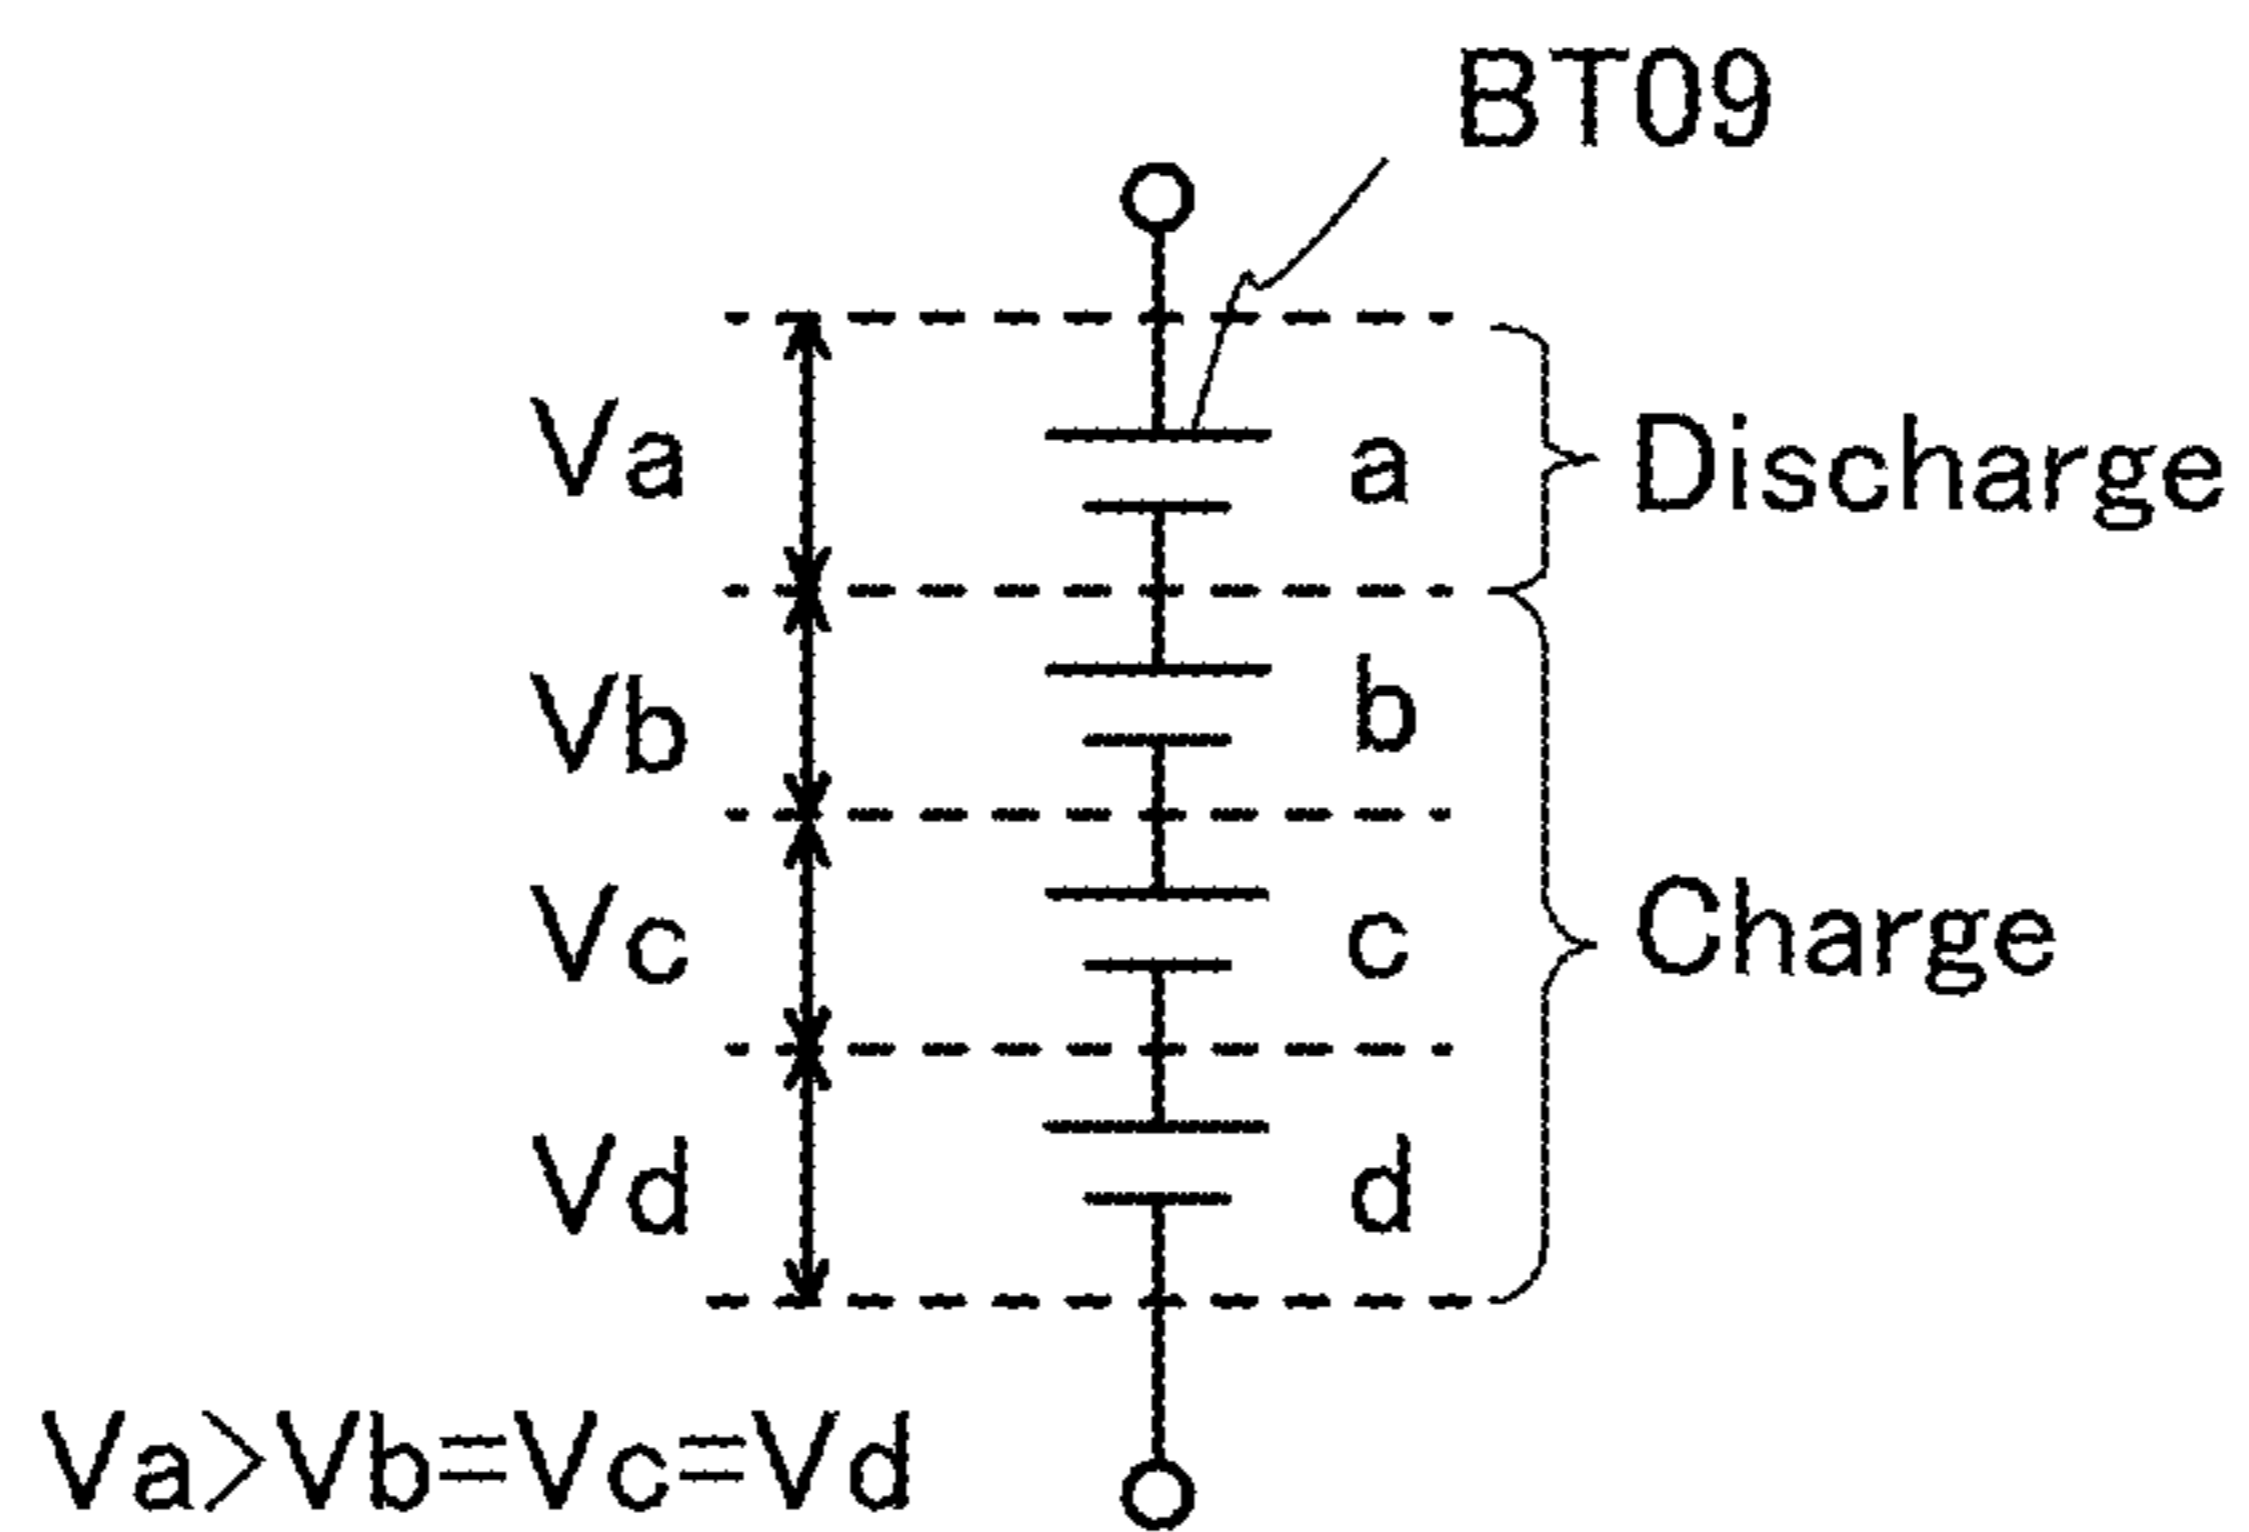 BT09
Va
a
Discharge
Vb
b
Vc
c
Charge
Vd
d
Va>Vb=Vc=Vd